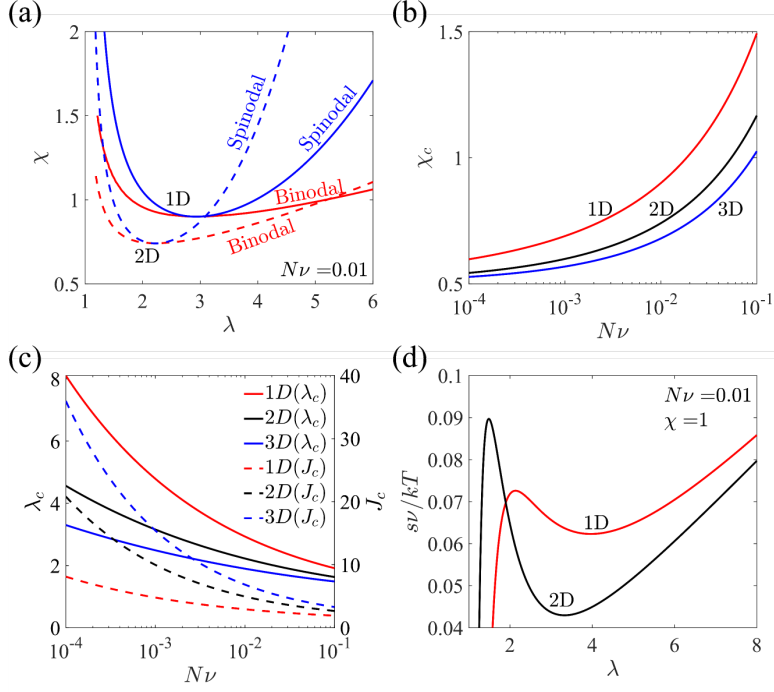 (a)
2
1.5
1
0.5
χ
1 2 3 4 5 6
λ
Spinodal
Spinodal
1D
Binodal
Binodal
2D
Nν =0.01
(b)
1.5
1
0.5
χc
10⁻⁴ 10⁻³ 10⁻² 10⁻¹
Nν
1D
2D
3D
(c)
8
6
4
2
0
λc
40
30
20
10
0
Jc
1D(λc)
2D(λc)
3D(λc)
1D(Jc)
2D(Jc)
3D(Jc)
10⁻⁴ 10⁻³ 10⁻² 10⁻¹
Nν
(d)
0.1
0.09
0.08
0.07
0.06
0.05
0.04
sν/kT
Nν =0.01
χ =1
1D
2D
2 4 6 8
λ